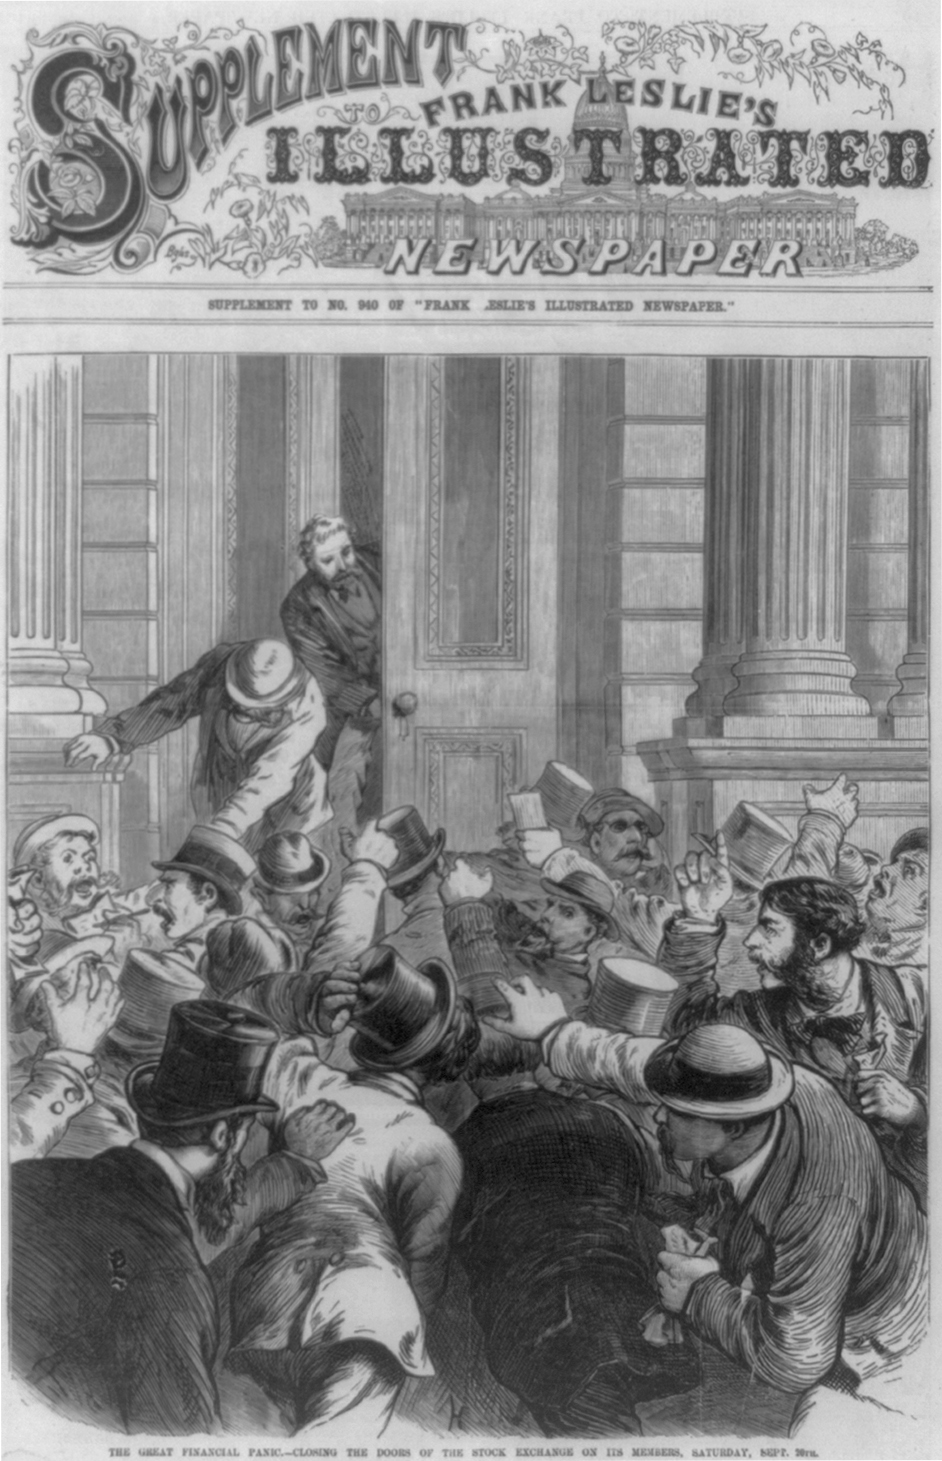 SUPPLEMENT
TO FRANK LESLIE'S
ILLUSTRATED
NEWSPAPER
SUPPLEMENT TO NO. 940 OF "FRANK LESLIE'S ILLUSTRATED NEWSPAPER."
THE GREAT FINANCIAL PANIC.—CLOSING THE DOORS OF THE STOCK EXCHANGE ON ITS MEMBERS, SATURDAY, SEPT. 20TH.